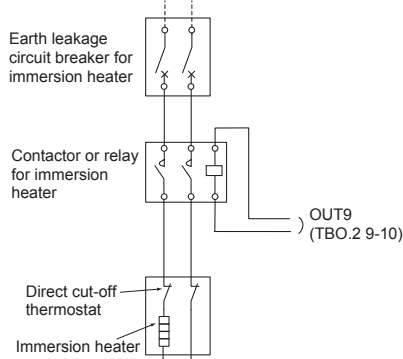 Earth leakage
circuit breaker for
immersion heater
Contactor or relay
for immersion
heater
OUT9
(TBO.2 9-10)
Direct cut-off
thermostat
Immersion heater